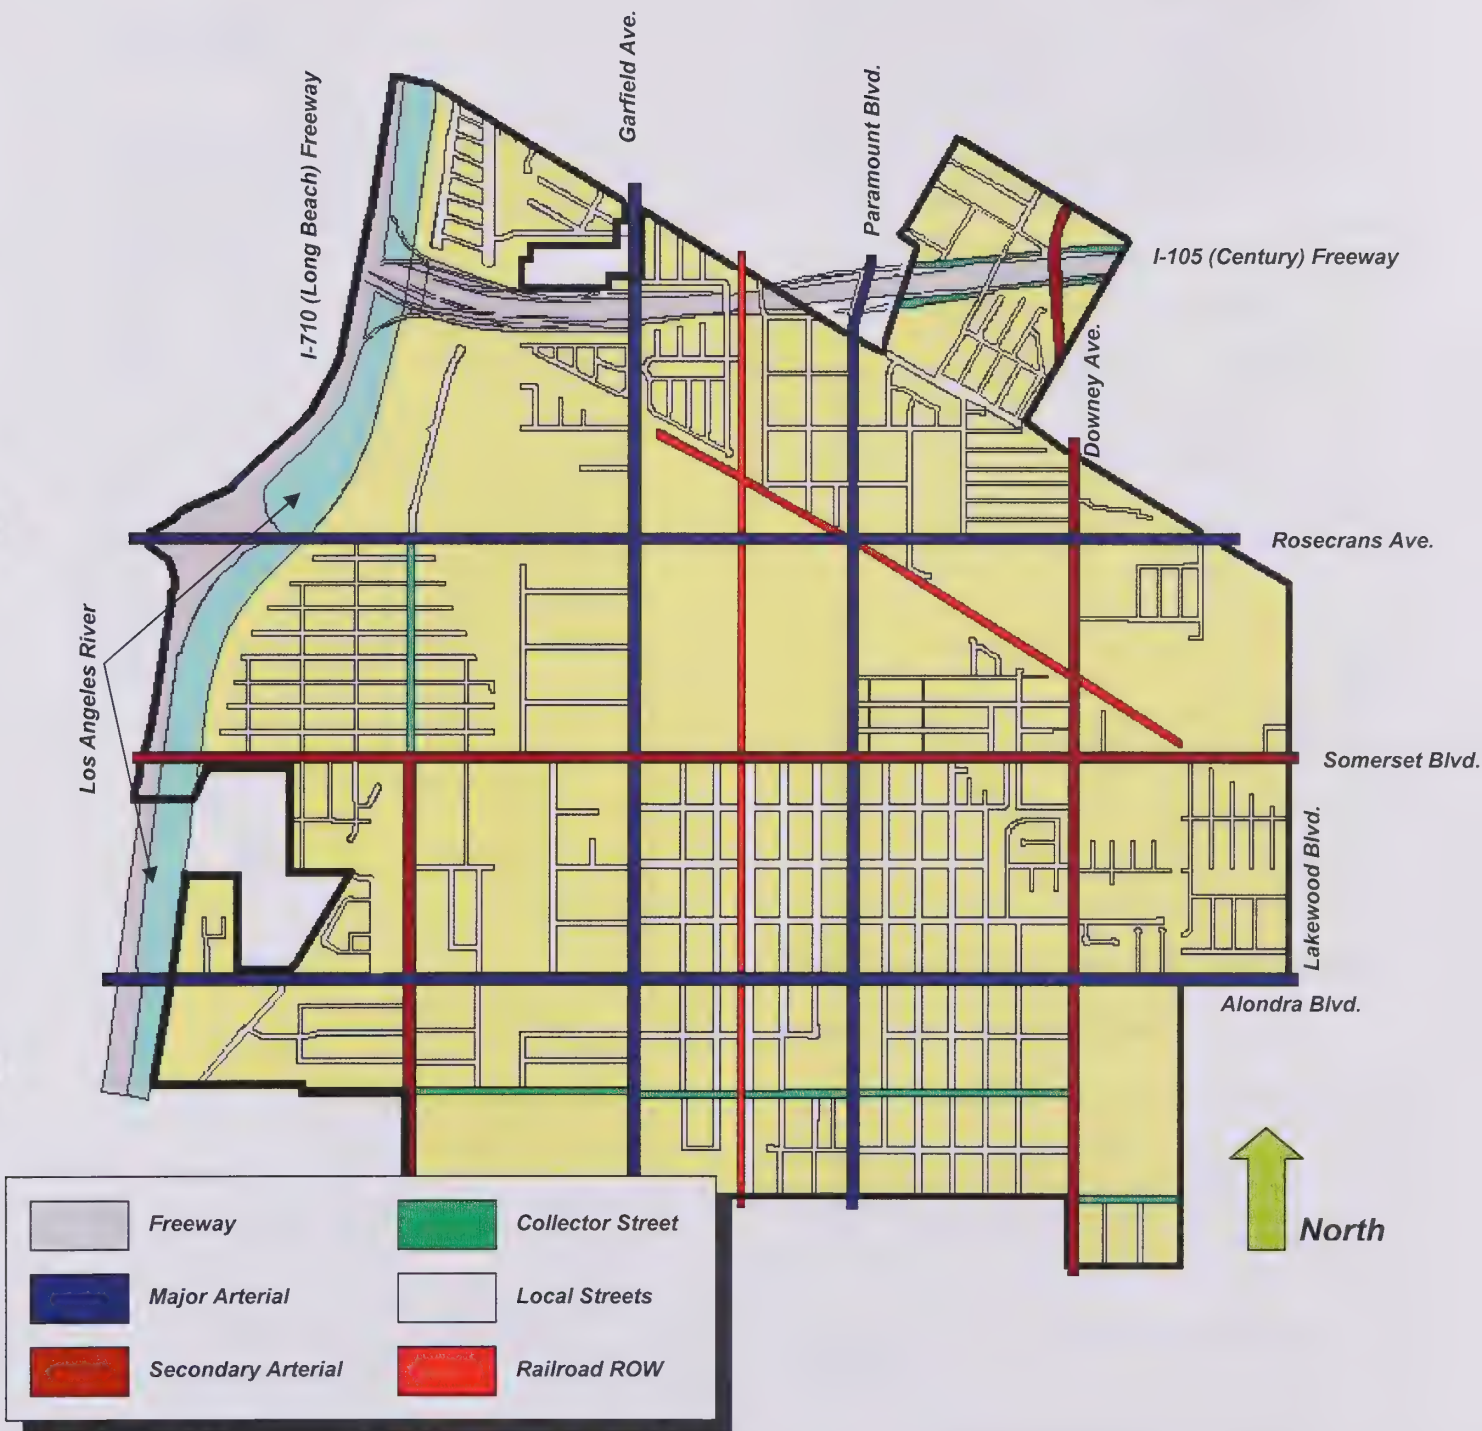 Garfield Ave.
Paramount Blvd.
I-710 (Long Beach) Freeway
I-105 (Century) Freeway
Downey Ave.
Rosecrans Ave.
Los Angeles River
Somerset Blvd.
Lakewood Blvd.
Alondra Blvd.
North
Freeway
Collector Street
Major Arterial
Local Streets
Secondary Arterial
Railroad ROW